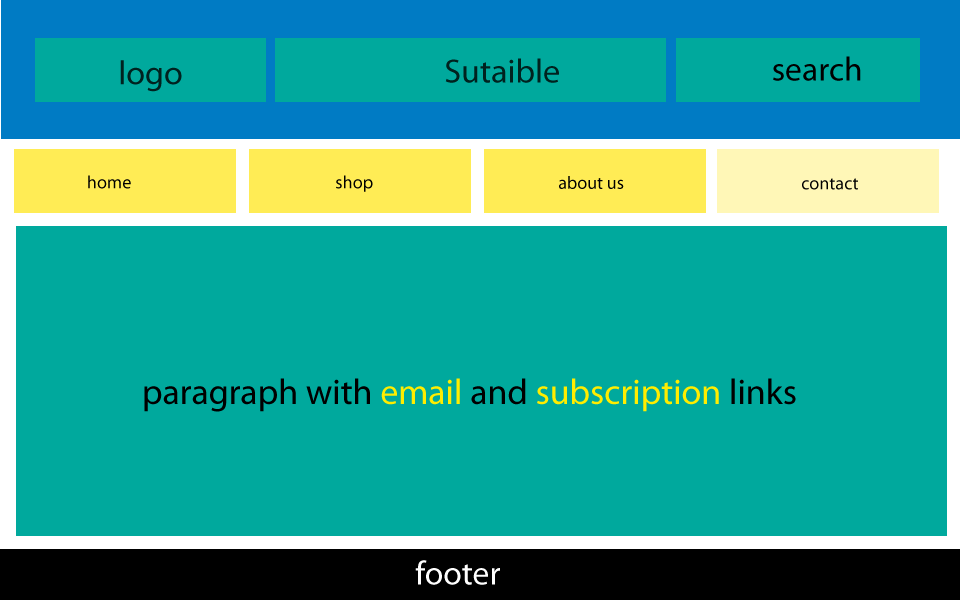 logo
Sutaible
search
home
shop
about us
contact
paragraph with email and subscription links
footer